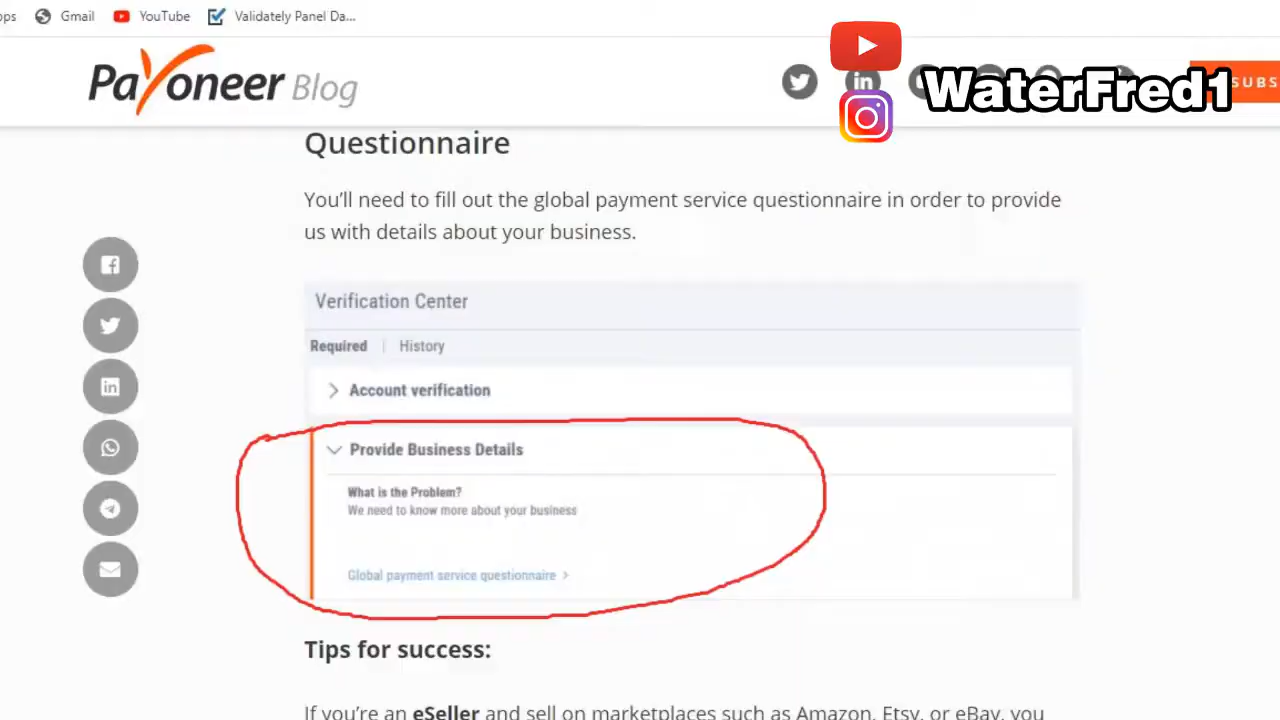 ops Gmail YouTube Validately Panel Da...
Payoneer Blog
WaterFred1
SUBS
Questionnaire
You'll need to fill out the global payment service questionnaire in order to provide
us with details about your business.
Verification Center
Required | History
Account verification
Provide Business Details
What is the Problem?
We need to know more about your business
Global payment service questionnaire >
Tips for success:
If you're an eSeller and sell on marketplaces such as Amazon, Etsy, or eBay, you